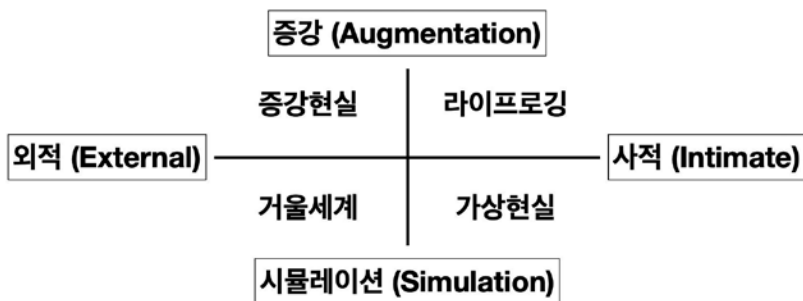 증강 (Augmentation)
증강현실 라이프로깅
외적 (External) 사적 (Intimate)
거울세계 가상현실
시뮬레이션 (Simulation)